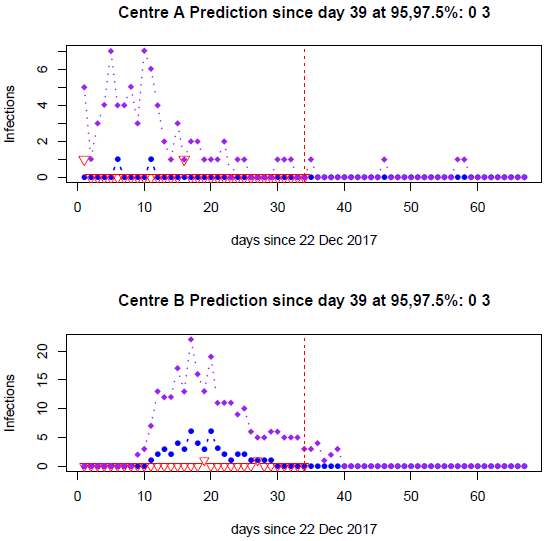 Centre A Prediction since day 39 at 95,97.5%: 0 3
Infections
6
4
2
0
0 10 20 30 40 50 60
days since 22 Dec 2017
Centre B Prediction since day 39 at 95,97.5%: 0 3
Infections
20
15
10
5
0
0 10 20 30 40 50 60
days since 22 Dec 2017